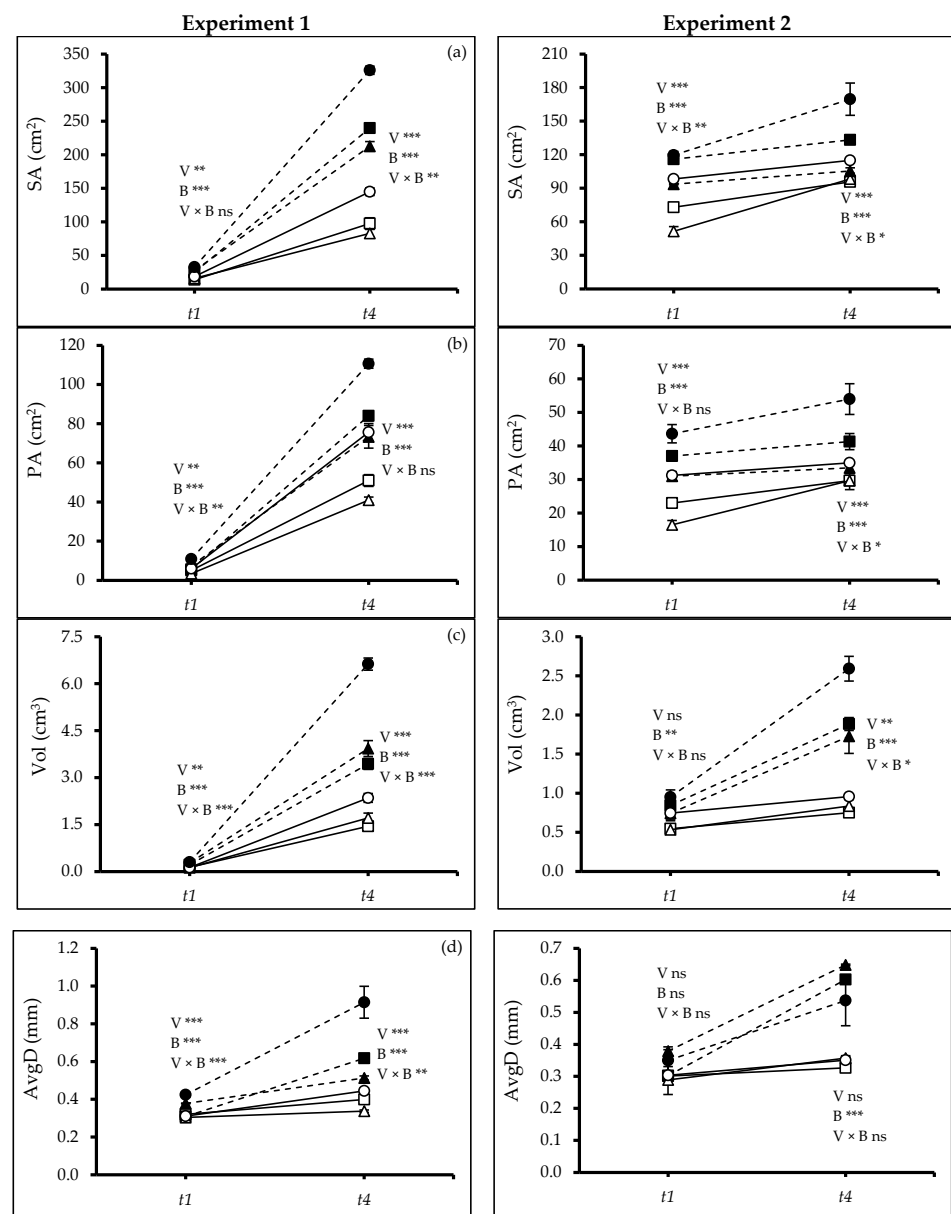 Experiment 1
Experiment 2
(a)
SA (cm²)
350
300
250
200
150
100
50
0
V **
B ***
V × B ns
V ***
B ***
V × B **
t1
t4
SA (cm²)
210
180
150
120
90
60
30
0
V ***
B ***
V × B **
V ***
B ***
V × B *
t1
t4
(b)
PA (cm²)
120
100
80
60
40
20
0
V **
B ***
V × B **
V ***
B ***
V × B ns
t1
t4
PA (cm²)
70
60
50
40
30
20
10
0
V ***
B ***
V × B ns
V ***
B ***
V × B *
t1
t4
(c)
Vol (cm³)
7.5
6.0
4.5
3.0
1.5
0.0
V **
B ***
V × B ***
V ***
B ***
V × B ***
t1
t4
Vol (cm³)
3.0
2.5
2.0
1.5
1.0
0.5
0.0
V ns
B **
V × B ns
V **
B ***
V × B *
t1
t4
(d)
AvgD (mm)
1.2
1.0
0.8
0.6
0.4
0.2
0.0
V ***
B ***
V × B ***
V ***
B ***
V × B **
t1
t4
AvgD (mm)
0.7
0.6
0.5
0.4
0.3
0.2
0.1
0.0
V ns
B ns
V × B ns
V ns
B ***
V × B ns
t1
t4